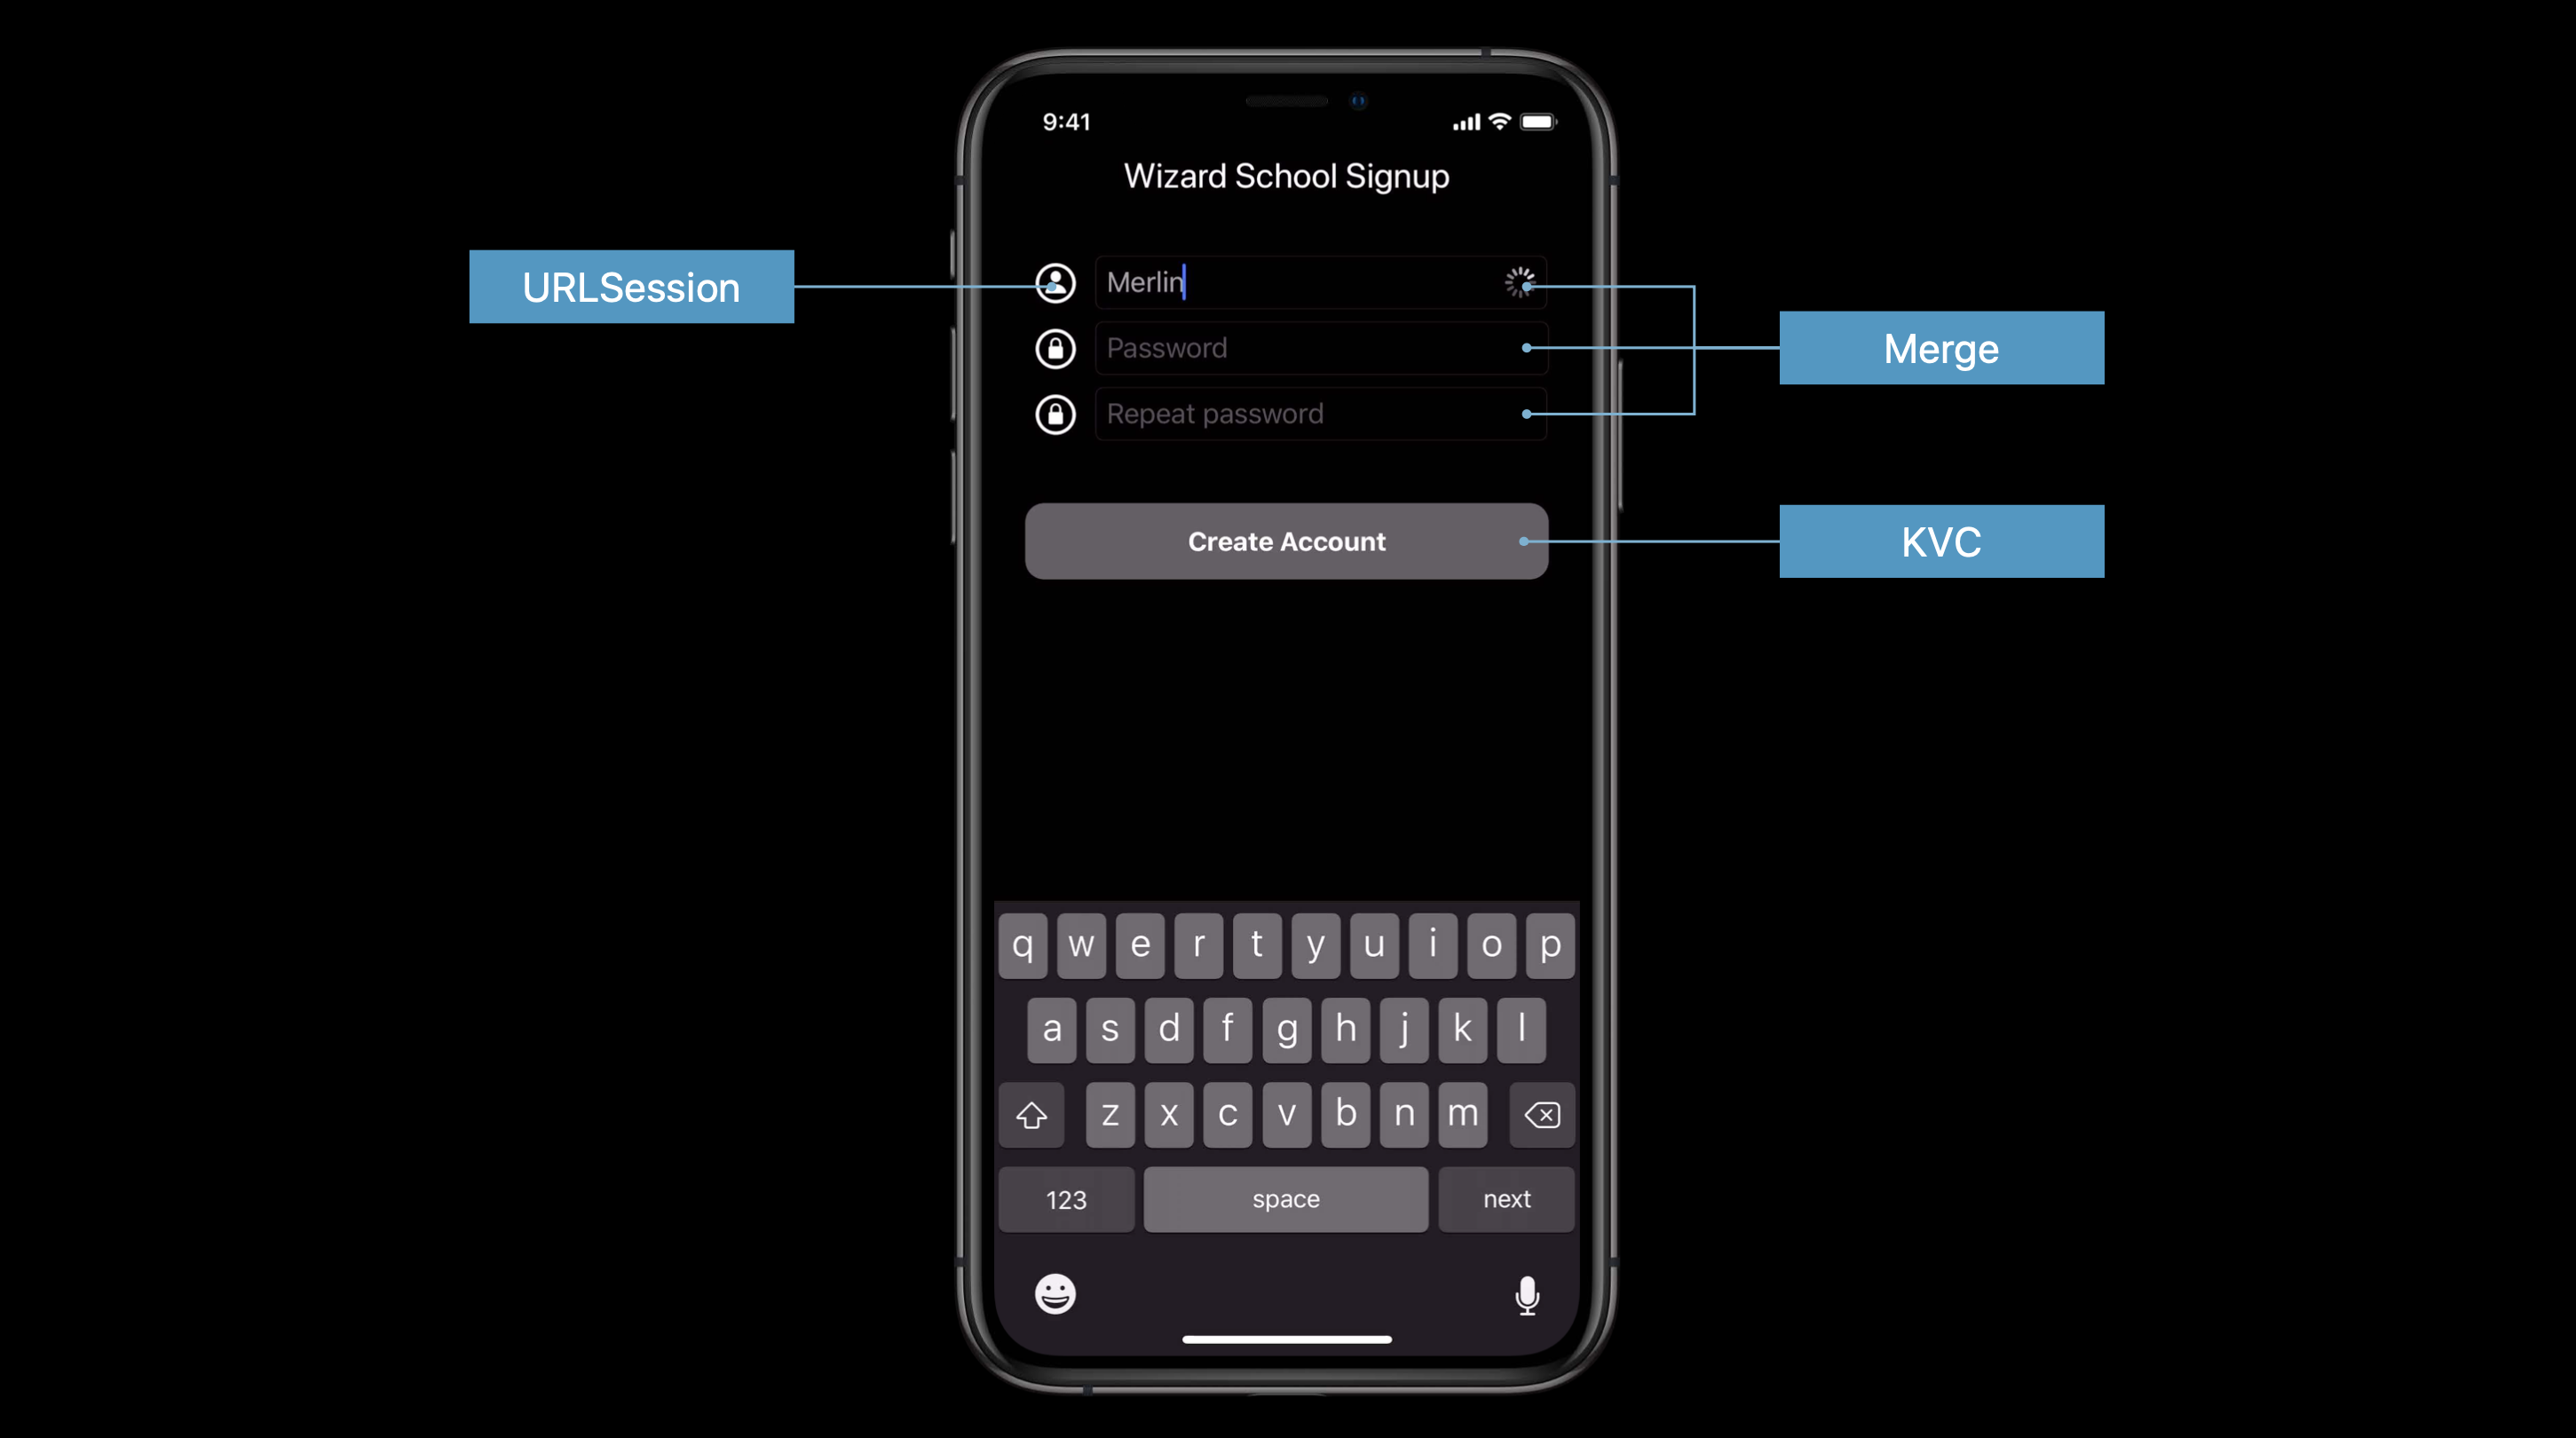 9:41
Wizard School Signup
URLSession
Merlin
Password
Merge
Repeat password
Create Account
KVC
q w e r t y u i o p
a s d f g h j k l
z x c v b n m
123 space next